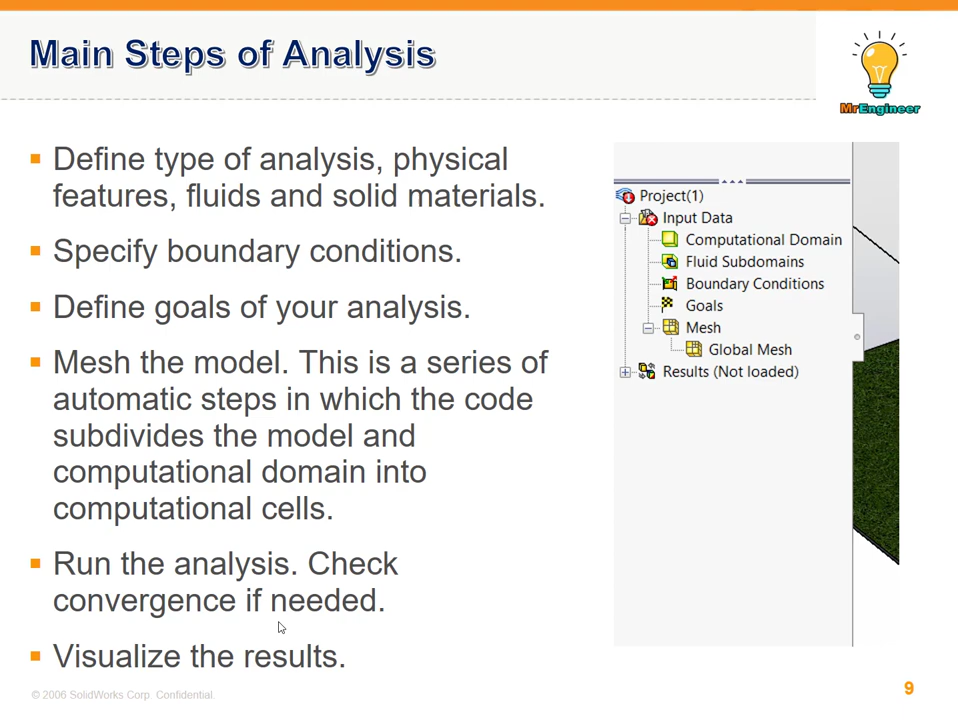 Main Steps of Analysis
MrEngineer
Define type of analysis, physical
features, fluids and solid materials.
Specify boundary conditions.
Define goals of your analysis.
Mesh the model. This is a series of
automatic steps in which the code
subdivides the model and
computational domain into
computational cells.
Run the analysis. Check
convergence if needed.
Visualize the results.
Project(1)
Input Data
Computational Domain
Fluid Subdomains
Boundary Conditions
Goals
Mesh
Global Mesh
Results (Not loaded)
© 2006 SolidWorks Corp. Confidential
9